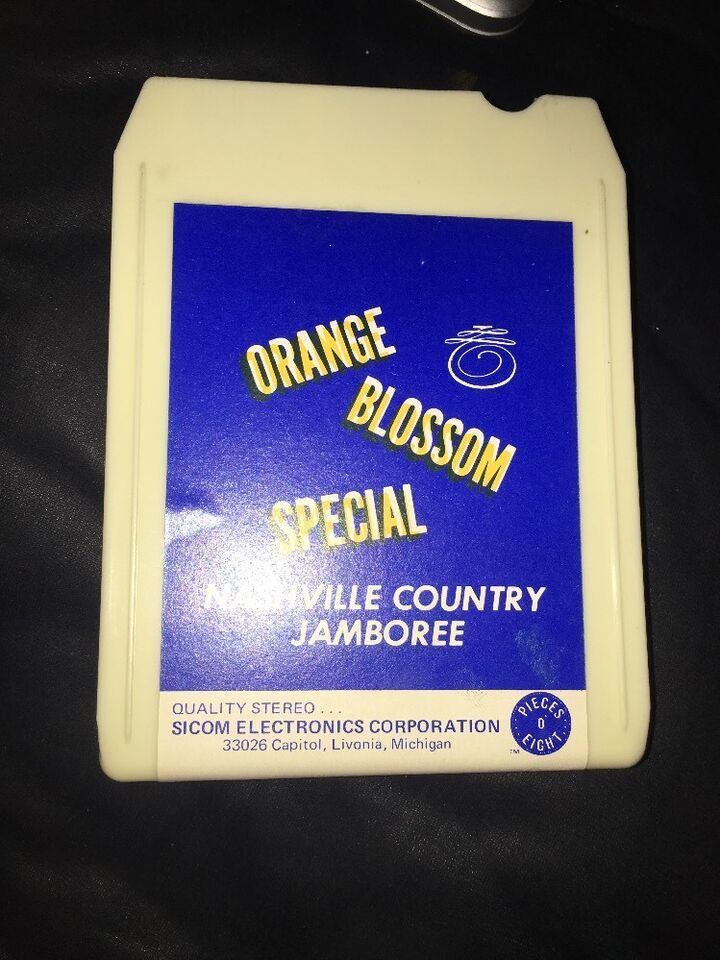 ORANGE
BLOSSOM
SPECIAL
NASHVILLE COUNTRY
JAMBOREE
QUALITY STEREO...
SICOM ELECTRONICS CORPORATION
33026 Capitol, Livonia, Michigan
PIECES
O'
EIGHT
TM